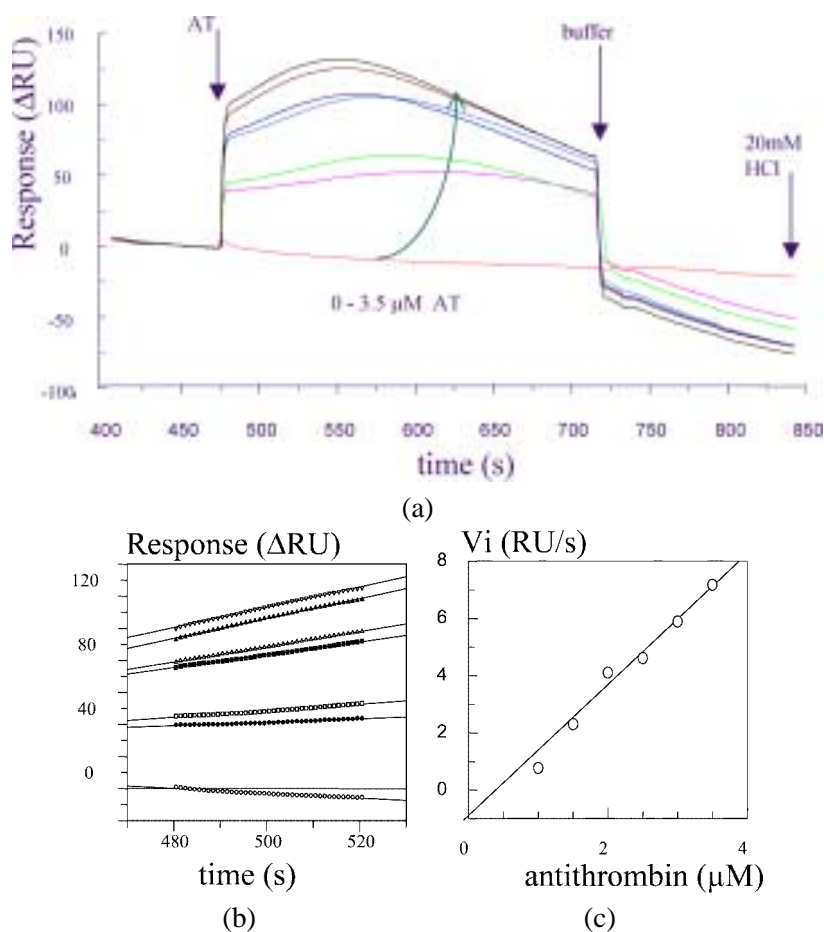 AT
buffer
20mM
HCl
Response (ΔRU)
150
100
50
0
-50
-100
0 - 3.5 μM AT
400 450 500 550 600 650 700 750 800 850
time (s)
(a)
Response (ΔRU)
120
80
40
0
480 500 520
time (s)
(b)
Vi (RU/s)
8
6
4
2
0
0 2 4
antithrombin (μM)
(c)